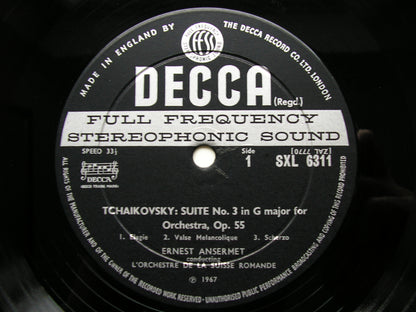 MADE IN ENGLAND BY
THE DECCA RECORD CO. LTD. LONDON
ffss
DECCA (Regd.)
FULL FREQUENCY
STEREOPHONIC SOUND
SPEED 33⅓
Side
1
[ZAL 7770]
SXL 6311
DECCA
TCHAIKOVSKY: SUITE No. 3 in G major for
Orchestra, Op. 55
1. Elegie 2. Valse Melancolique 3. Scherzo
ERNEST ANSERMET
conducting
L'ORCHESTRE DE LA SUISSE ROMANDE
℗ 1967
ALL RIGHTS OF THE MANUFACTURER AND OF THE OWNER OF THE RECORDED WORK RESERVED - UNAUTHORISED PUBLIC PERFORMANCE BROADCASTING AND COPYING OF THIS RECORD PROHIBITED